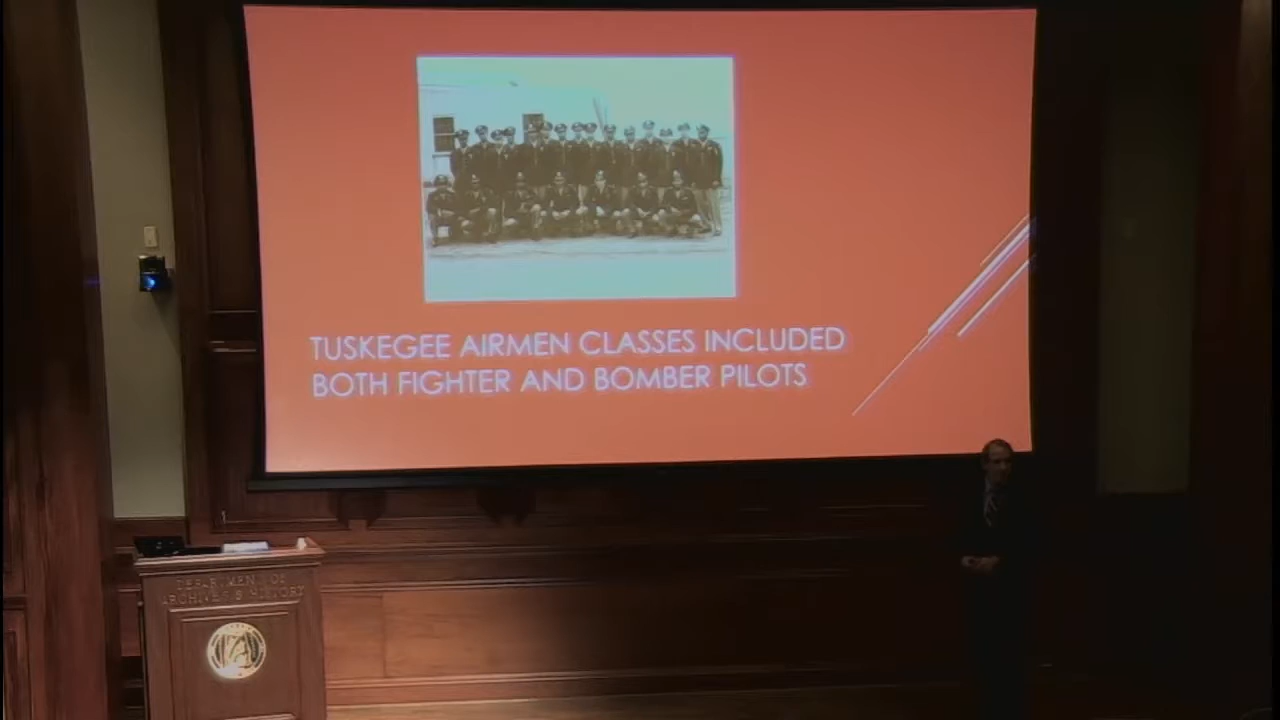 TUSKEGEE AIRMEN CLASSES INCLUDED
BOTH FIGHTER AND BOMBER PILOTS
DEPARTMENT OF
ARCHIVES & HISTORY